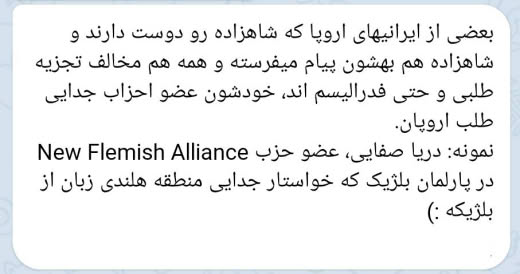 بعضی از ایرانیهای اروپا که شاهزاده رو دوست دارند و
شاهزاده هم بهشون پیام میفرسته و همه هم مخالف تجزیه
طلبی و حتی فدرالیسم اند، خودشون عضو احزاب جدایی
طلب اروپان.
نمونه: دریا صفایی، عضو حزب New Flemish Alliance
در پارلمان بلژیک که خواستار جدایی منطقه هلندی زبان از
بلژیکه :)